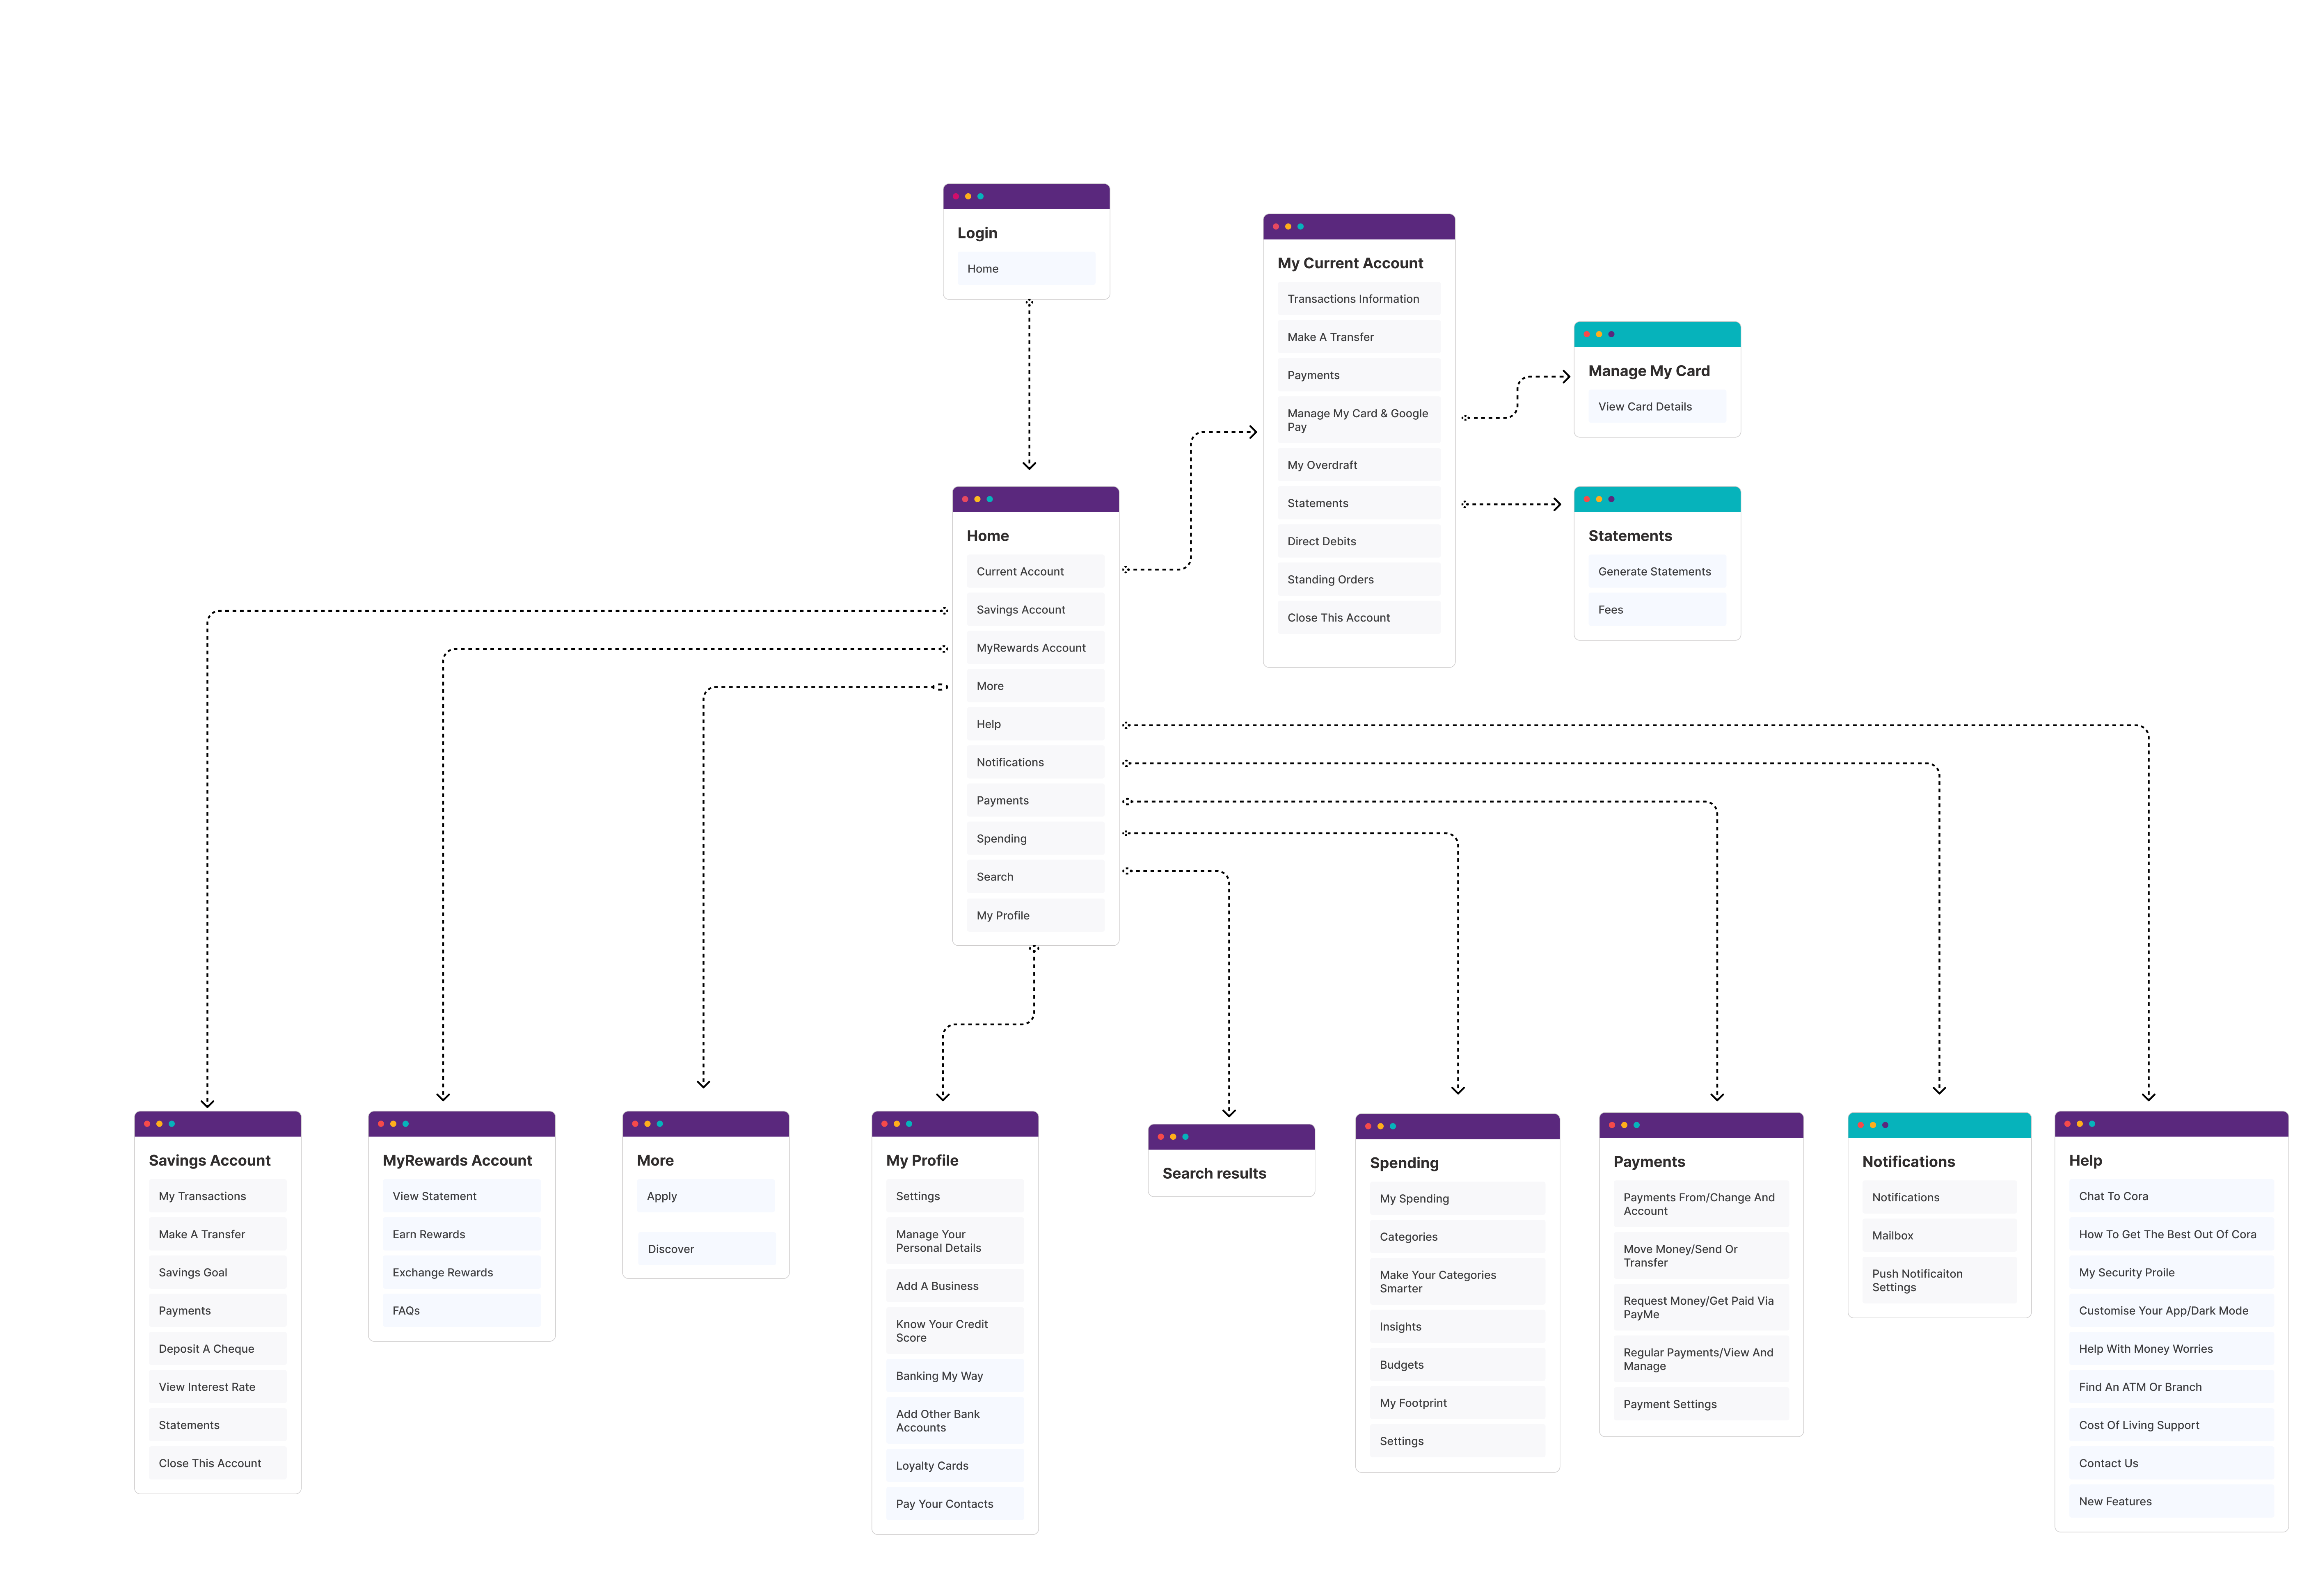 Login
Home
My Current Account
Transactions Information
Make A Transfer
Payments
Manage My Card & Google
Pay
My Overdraft
Statements
Direct Debits
Standing Orders
Close This Account
Manage My Card
View Card Details
Statements
Generate Statements
Fees
Home
Current Account
Savings Account
MyRewards Account
More
Help
Notifications
Payments
Spending
Search
My Profile
Savings Account
My Transactions
Make A Transfer
Savings Goal
Payments
Deposit A Cheque
View Interest Rate
Statements
Close This Account
MyRewards Account
View Statement
Earn Rewards
Exchange Rewards
FAQs
More
Apply
Discover
My Profile
Settings
Manage Your
Personal Details
Add A Business
Know Your Credit
Score
Banking My Way
Add Other Bank
Accounts
Loyalty Cards
Pay Your Contacts
Search results
Spending
My Spending
Categories
Make Your Categories
Smarter
Insights
Budgets
My Footprint
Settings
Payments
Payments From/Change And
Account
Move Money/Send Or
Transfer
Request Money/Get Paid Via
PayMe
Regular Payments/View And
Manage
Payment Settings
Notifications
Notifications
Mailbox
Push Notificaiton
Settings
Help
Chat To Cora
How To Get The Best Out Of Cora
My Security Proile
Customise Your App/Dark Mode
Help With Money Worries
Find An ATM Or Branch
Cost Of Living Support
Contact Us
New Features